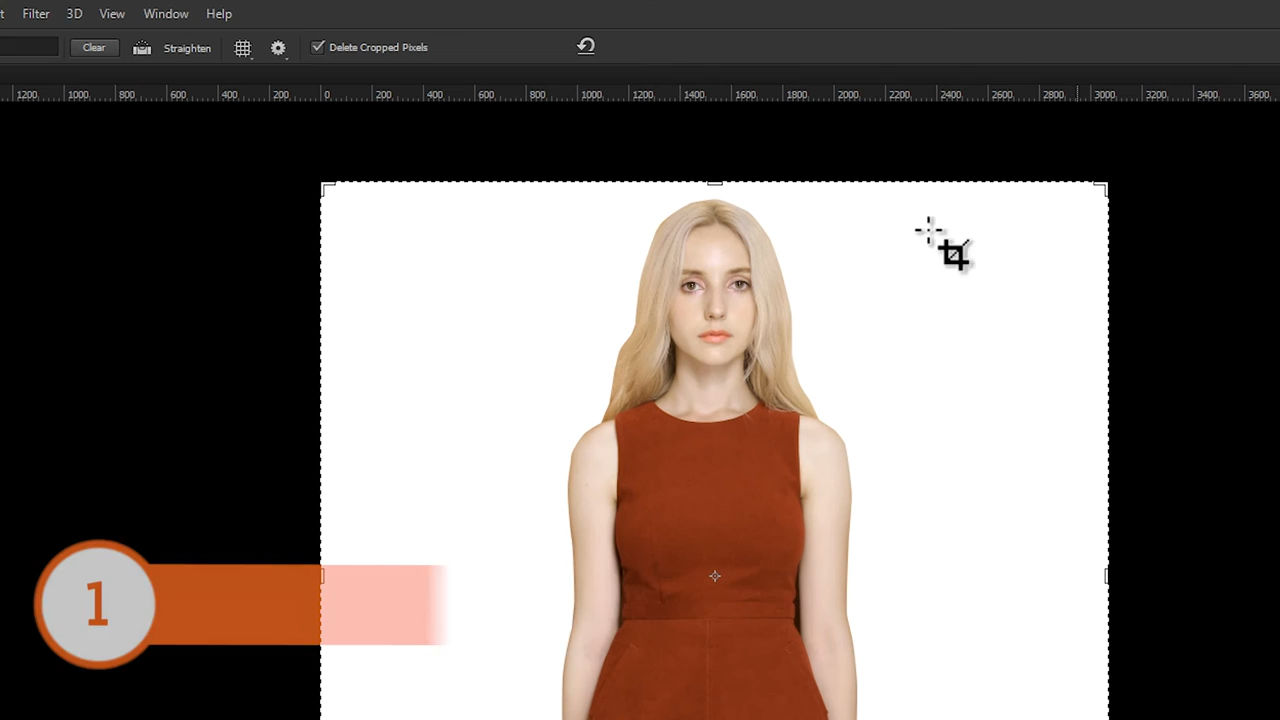 t Filter 3D View Window Help
Clear Straighten Delete Cropped Pixels
1200 1000 800 600 400 200 0 200 400 600 800 1000 1200 1400 1600 1800 2000 2200 2400 2600 2800 3000 3200 3400 3600
1